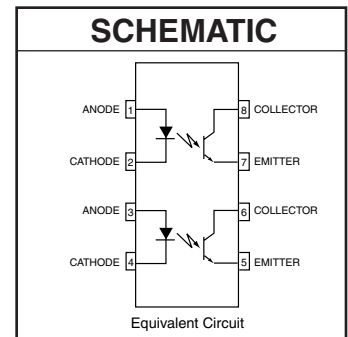 SCHEMATIC
ANODE 1
8 COLLECTOR
CATHODE 2
7 EMITTER
ANODE 3
6 COLLECTOR
CATHODE 4
5 EMITTER
Equivalent Circuit